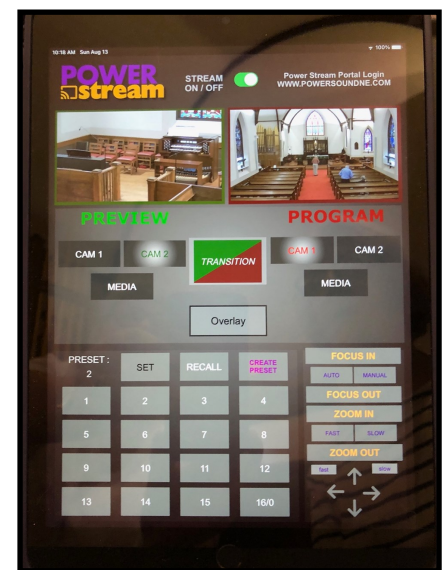 10:18 AM Sun Aug 13
100%
POWER
stream
STREAM
ON / OFF
Power Stream Portal Login
WWW.POWERSOUNDNE.COM
PREVIEW
PROGRAM
CAM 1
CAM 2
TRANSITION
CAM 1
CAM 2
MEDIA
MEDIA
Overlay
PRESET :
2
SET
RECALL
CREATE
PRESET
FOCUS IN
AUTO
MANUAL
1
2
3
4
FOCUS OUT
ZOOM IN
5
6
7
8
FAST
SLOW
ZOOM OUT
9
10
11
12
fast
slow
13
14
15
16/0